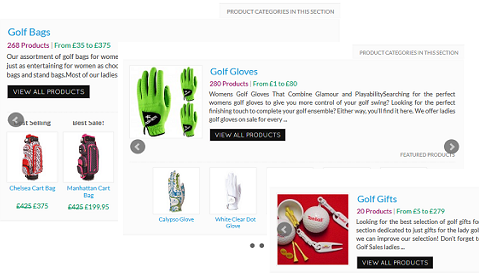 PRODUCT CATEGORIES IN THIS SECTION
Golf Bags
268 Products | From £35 to £375
Our assortment of golf bags for wome
just as entertaining for women as choc
bags and stand bags.Most of our ladies
VIEW ALL PRODUCTS
Best Selling
Best Sale!
Chelsea Cart Bag
£425 £375
Manhattan Cart
Bag
£425 £199.95
PRODUCT CATEGORIES IN THIS SECTION
Golf Gloves
280 Products | From £1 to £80
Womens Golf Gloves That Combine Glamour and PlayabilitySearching for the perfect
womens golf gloves to give you more control of your golf swing? Looking for the perfect
finishing touch to complete your golf ensemble? Either way, you'll find it here. We offer ladies
golf gloves on sale for every ...
VIEW ALL PRODUCTS
FEATURED PRODUCTS
Calypso Glove
White Clear Dot
Glove
Golf Gifts
20 Products | From £5 to £279
Looking for the best selection of golf gifts fo
section dedicated to just gifts for the lady gol
we can improve our selection! Don't forget to
Golf Sales ladies ...
VIEW ALL PRODUCTS